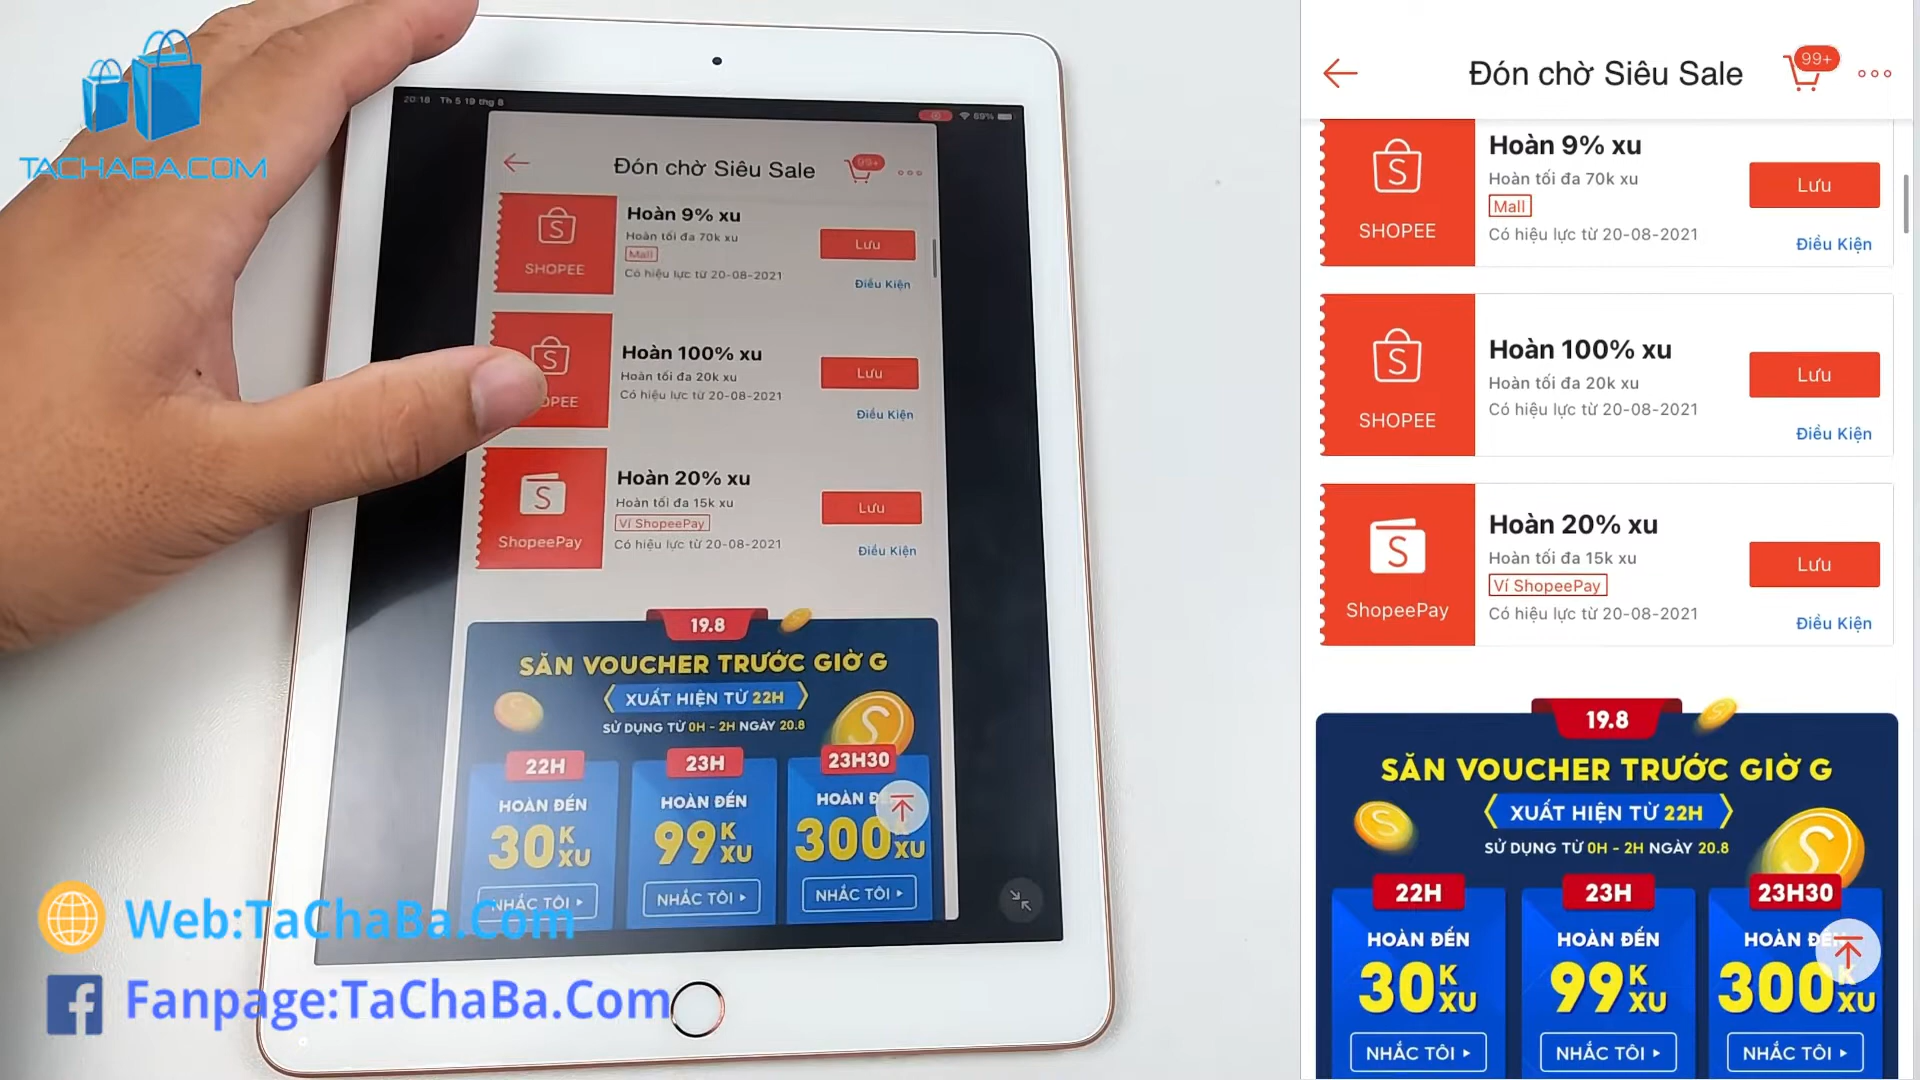 TACHABA.COM
20:18 Th 5 19 thg 8
69%
Đón chờ Siêu Sale
99+
SHOPEE
Hoàn 9% xu
Hoàn tối đa 70k xu
Mall
Có hiệu lực từ 20-08-2021
Lưu
Điều Kiện
OPEE
Hoàn 100% xu
Hoàn tối đa 20k xu
Có hiệu lực từ 20-08-2021
Lưu
Điều Kiện
ShopeePay
Hoàn 20% xu
Hoàn tối đa 15k xu
Ví ShopeePay
Có hiệu lực từ 20-08-2021
Lưu
Điều Kiện
19.8
SĂN VOUCHER TRƯỚC GIỜ G
XUẤT HIỆN TỪ 22H
SỬ DỤNG TỪ 0H - 2H NGÀY 20.8
22H
HOÀN ĐẾN
30K XU
NHẮC TÔI
23H
HOÀN ĐẾN
99K XU
NHẮC TÔI
23H30
HOÀN
300 XU
NHẮC TÔI
Web:TaChaBa.Com
Fanpage:TaChaBa.Com
Đón chờ Siêu Sale
99+
SHOPEE
Hoàn 9% xu
Hoàn tối đa 70k xu
Mall
Có hiệu lực từ 20-08-2021
Lưu
Điều Kiện
SHOPEE
Hoàn 100% xu
Hoàn tối đa 20k xu
Có hiệu lực từ 20-08-2021
Lưu
Điều Kiện
ShopeePay
Hoàn 20% xu
Hoàn tối đa 15k xu
Ví ShopeePay
Có hiệu lực từ 20-08-2021
Lưu
Điều Kiện
19.8
SĂN VOUCHER TRƯỚC GIỜ G
XUẤT HIỆN TỪ 22H
SỬ DỤNG TỪ 0H - 2H NGÀY 20.8
22H
HOÀN ĐẾN
30K XU
NHẮC TÔI
23H
HOÀN ĐẾN
99K XU
NHẮC TÔI
23H30
HOÀN ĐẾN
300K XU
NHẮC TÔI